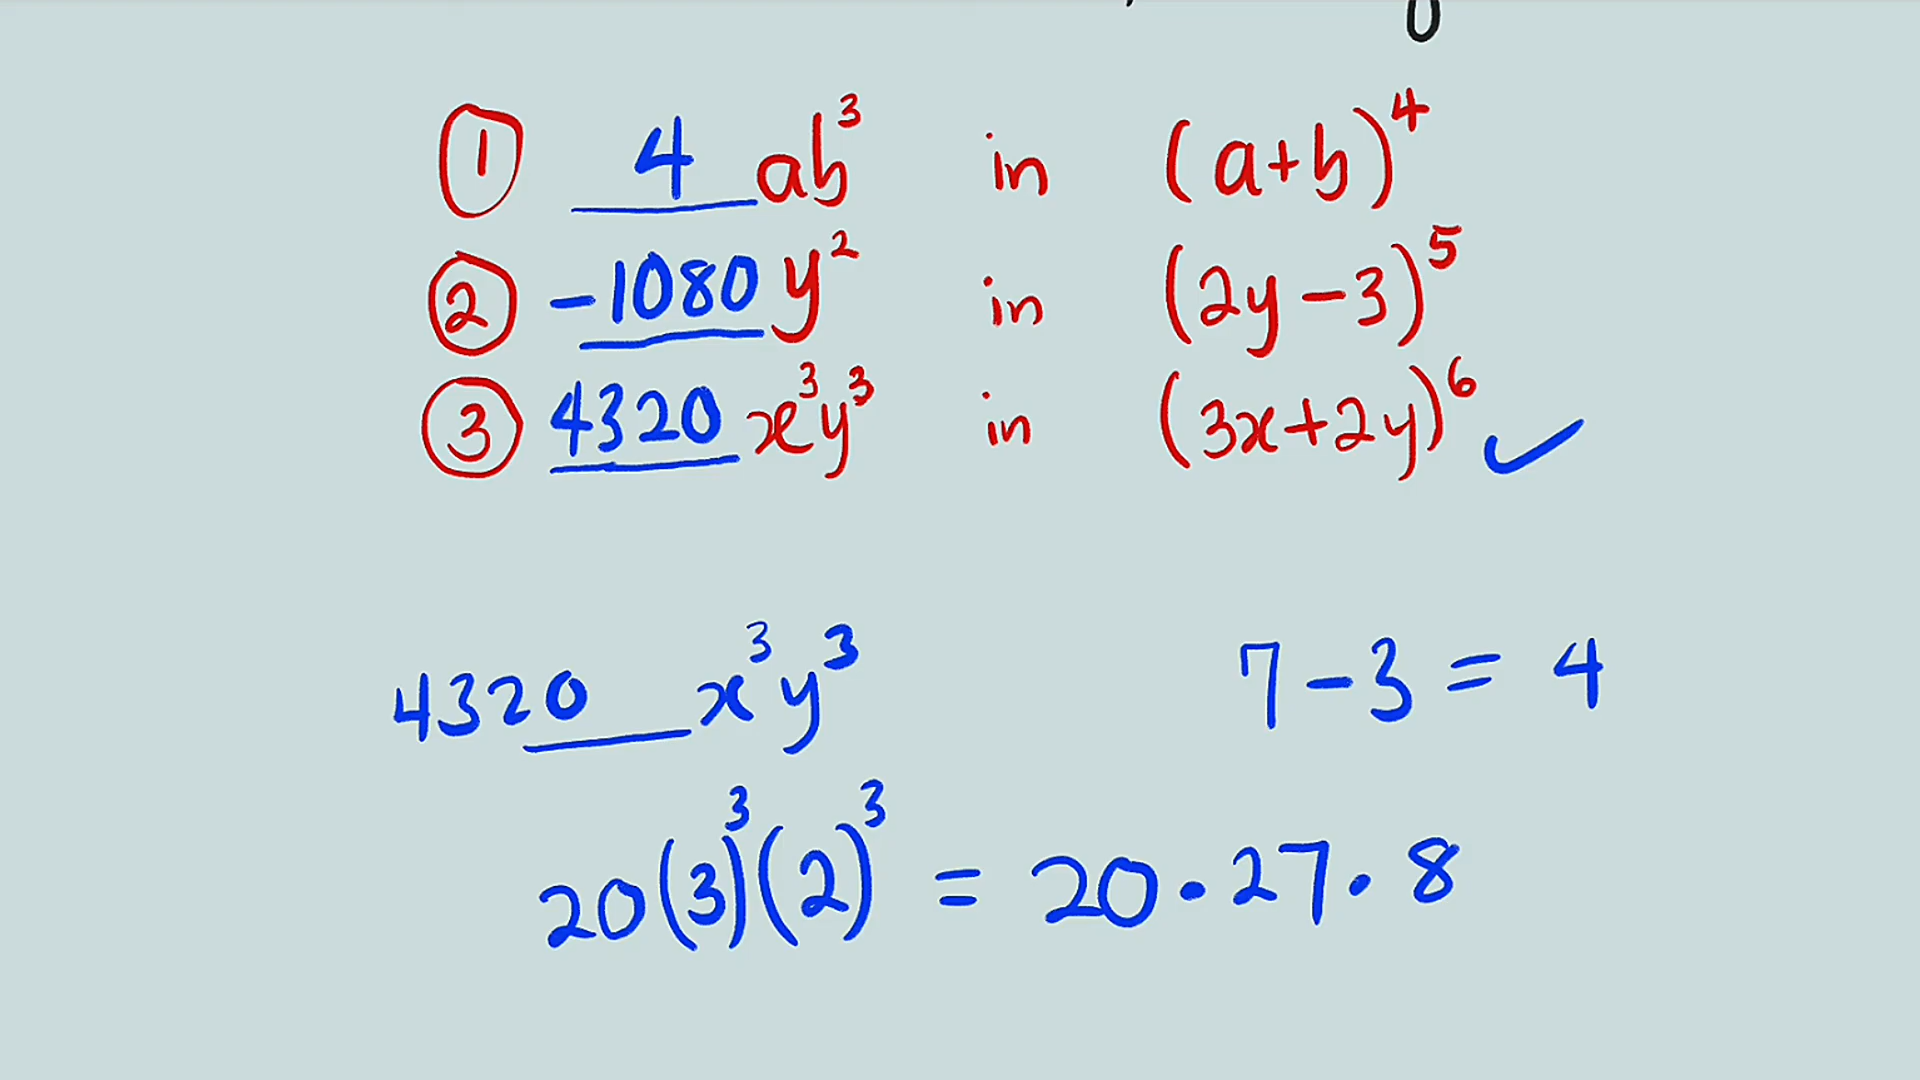 ① 4 ab³ in (a+b)⁴
② -1080 y² in (2y-3)⁵
③ 4320 x³y³ in (3x+2y)⁶ ✓
4320 x³y³ 7-3=4
20(3)³(2)³ = 20·27·8